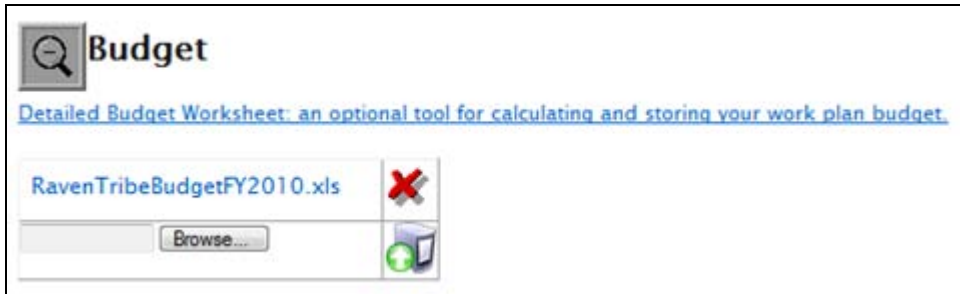 Budget
Detailed Budget Worksheet: an optional tool for calculating and storing your work plan budget.
RavenTribeBudgetFY2010.xls
Browse...